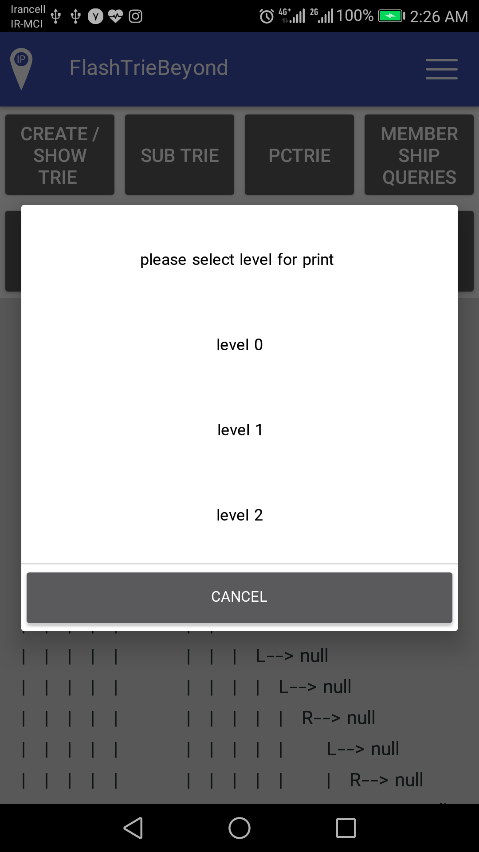 Irancell
IR-MCI
4G+
2G
100%
2:26 AM
IP
FlashTrieBeyond
CREATE /
SHOW
TRIE
SUB TRIE
PCTRIE
MEMBER
SHIP
QUERIES
please select level for print
level 0
level 1
level 2
CANCEL
| | | | | | | | L--> null
| | | | | | | | | L--> null
| | | | | | | | | | R--> null
| | | | | | | | | | L--> null
| | | | | | | | | | | R--> null